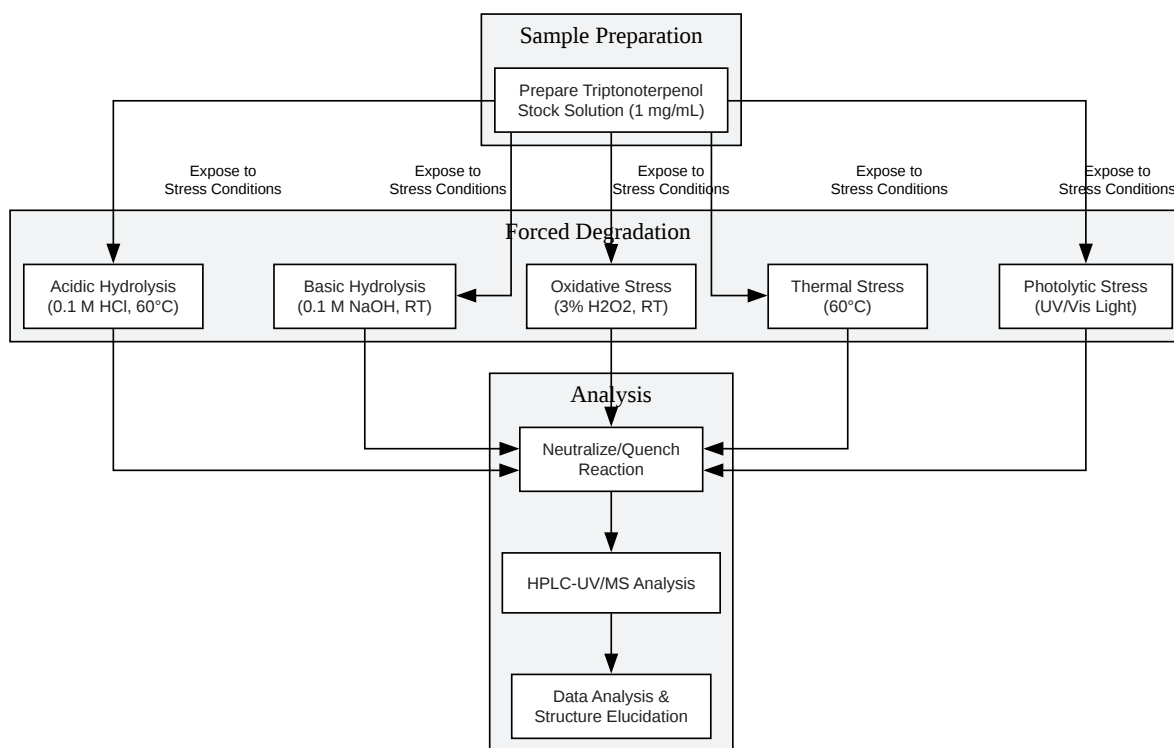 Sample Preparation
Prepare Triptonoterpenol
Stock Solution (1 mg/mL)
Expose to
Stress Conditions
Expose to
Stress Conditions
Expose to
Stress Conditions
Expose to
Stress Conditions
Expose to
Stress Conditions
Forced Degradation
Acidic Hydrolysis
(0.1 M HCl, 60°C)
Basic Hydrolysis
(0.1 M NaOH, RT)
Oxidative Stress
(3% H2O2, RT)
Thermal Stress
(60°C)
Photolytic Stress
(UV/Vis Light)
Analysis
Neutralize/Quench
Reaction
HPLC-UV/MS Analysis
Data Analysis &
Structure Elucidation